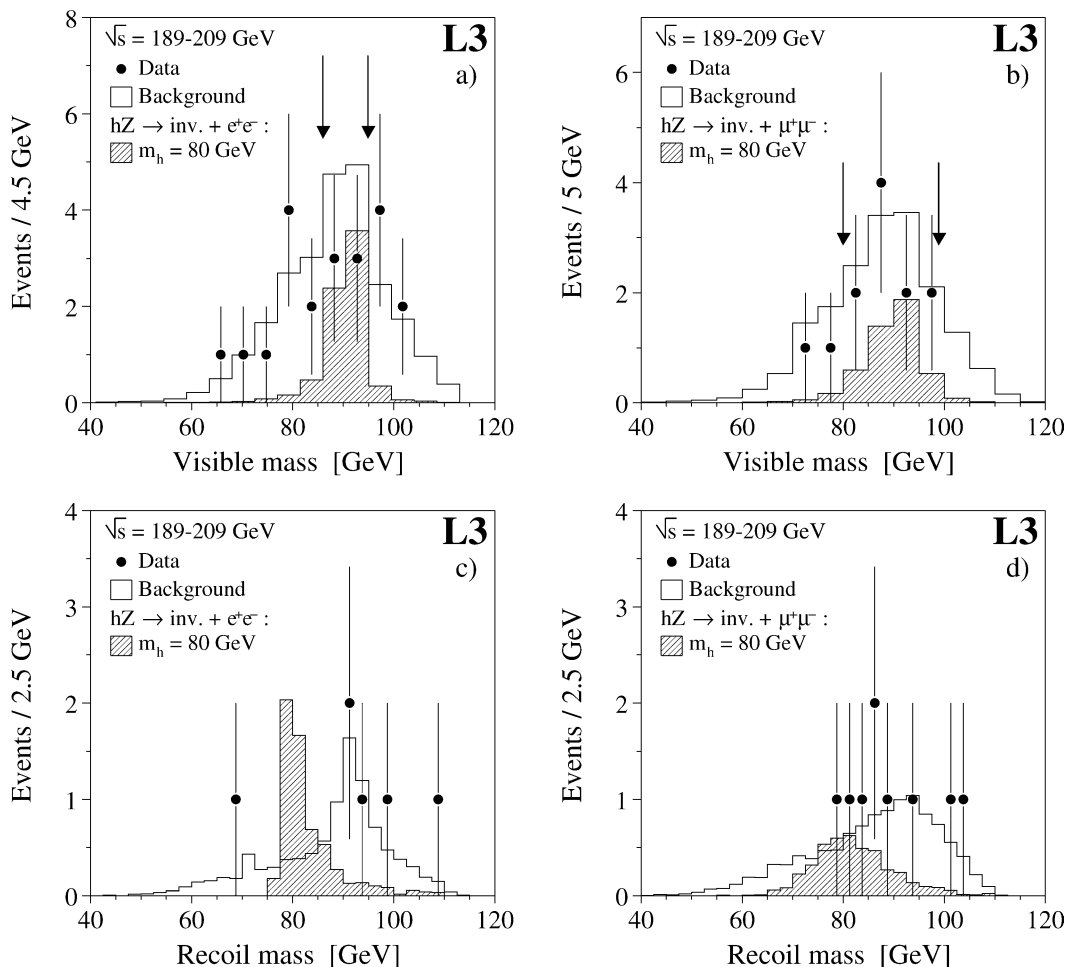 √s = 189-209 GeV
L3
a)
Data
Background
hZ → inv. + e⁺e⁻ :
mₕ = 80 GeV
Events / 4.5 GeV
8
6
4
2
0
40 60 80 100 120
Visible mass [GeV]
√s = 189-209 GeV
L3
b)
Data
Background
hZ → inv. + μ⁺μ⁻ :
mₕ = 80 GeV
Events / 5 GeV
6
4
2
0
40 60 80 100 120
Visible mass [GeV]
√s = 189-209 GeV
L3
c)
Data
Background
hZ → inv. + e⁺e⁻ :
mₕ = 80 GeV
Events / 2.5 GeV
4
3
2
1
0
40 60 80 100 120
Recoil mass [GeV]
√s = 189-209 GeV
L3
d)
Data
Background
hZ → inv. + μ⁺μ⁻ :
mₕ = 80 GeV
Events / 2.5 GeV
4
3
2
1
0
40 60 80 100 120
Recoil mass [GeV]